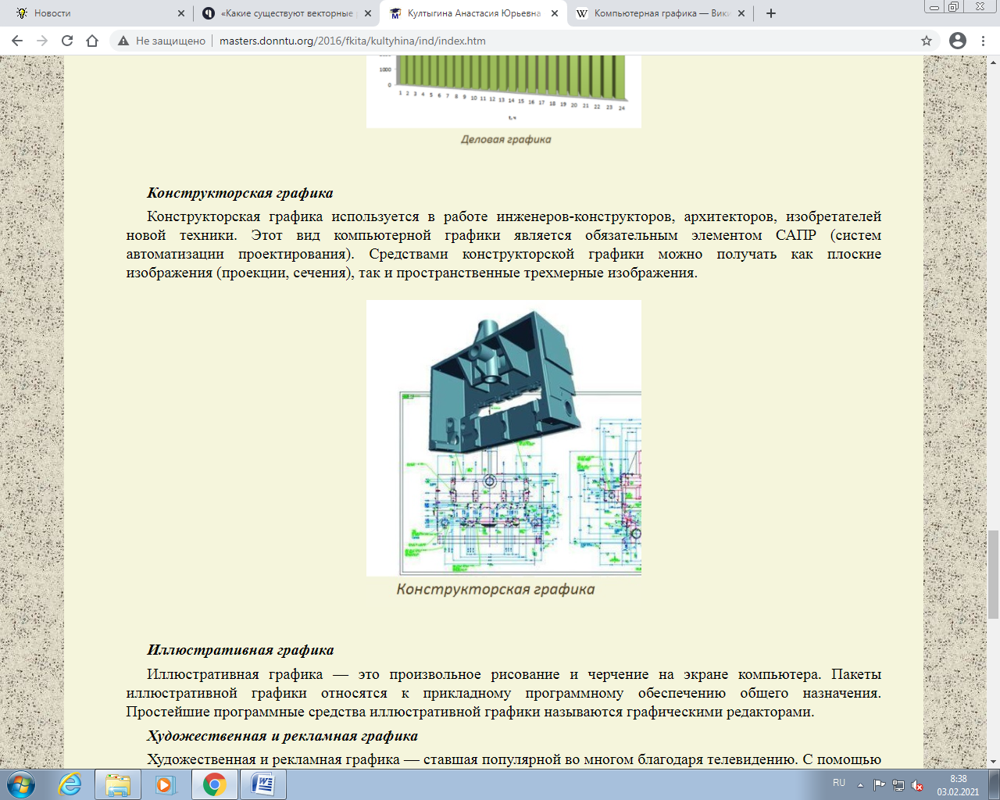 Новости
«Какие существуют векторные
Култыгина Анастасия Юрьевна
Компьютерная графика — Вики
Не защищено
masters.donntu.org/2016/fkita/kultyhina/ind/index.htm
1000
0
1 2 3 4 5 6 7 8 9 10 11 12 13 14 15 16 17 18 19 20 21 22 23 24
t, ч
Деловая графика
Конструкторская графика
Конструкторская графика используется в работе инженеров-конструкторов, архитекторов, изобретателей
новой техники. Этот вид компьютерной графики является обязательным элементом САПР (систем
автоматизации проектирования). Средствами конструкторской графики можно получать как плоские
изображения (проекции, сечения), так и пространственные трехмерные изображения.
Конструкторская графика
Иллюстративная графика
Иллюстративная графика — это произвольное рисование и черчение на экране компьютера. Пакеты
иллюстративной графики относятся к прикладному программному обеспечению общего назначения.
Простейшие программные средства иллюстративной графики называются графическими редакторами.
Художественная и рекламная графика
Художественная и рекламная графика — ставшая популярной во многом благодаря телевидению. С помощью
RU
8:38
03.02.2021